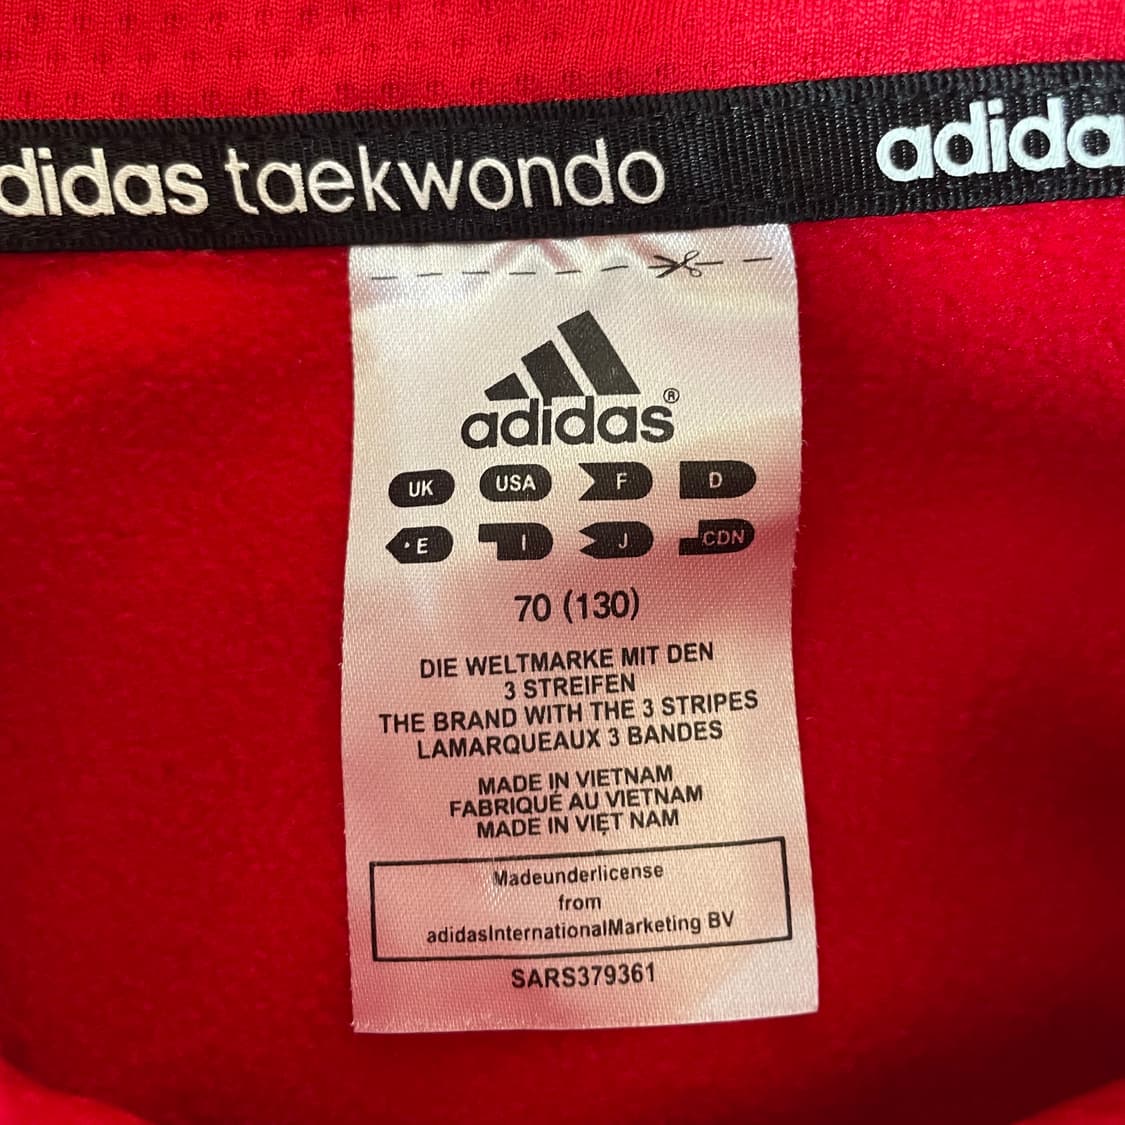 didas taekwondo adida
adidas®
UK USA F D
E I J CDN
70 (130)
DIE WELTMARKE MIT DEN
3 STREIFEN
THE BRAND WITH THE 3 STRIPES
LAMARQUEAUX 3 BANDES
MADE IN VIETNAM
FABRIQUÉ AU VIETNAM
MADE IN VIỆT NAM
Madeunderlicense
from
adidasInternationalMarketing BV
SARS379361